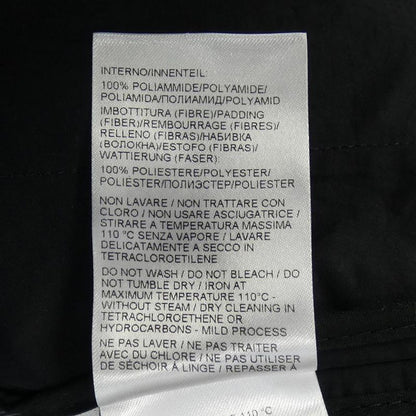 INTERNO/INNENTEIL:
100% POLIAMMIDE/POLYAMIDE/
POLIAMIDA/ПОЛИАМИД/POLYAMID
IMBOTTITURA (FIBRE)/PADDING
(FIBER)/REMBOURRAGE (FIBRES)/
RELLENO (FIBRAS)/НАБИВКА
(ВОЛОКНА)/ESTOFO (FIBRAS)/
WATTIERUNG (FASER):
100% POLIESTERE/POLYESTER/
POLIÉSTER/ПОЛИЭСТЕР/POLIESTER
NON LAVARE / NON TRATTARE CON
CLORO / NON USARE ASCIUGATRICE /
STIRARE A TEMPERATURA MASSIMA
110 °C SENZA VAPORE / LAVARE
DELICATAMENTE A SECCO IN
TETRACLOROETILENE
DO NOT WASH / DO NOT BLEACH / DO
NOT TUMBLE DRY / IRON AT
MAXIMUM TEMPERATURE 110°C -
WITHOUT STEAM / DRY CLEANING IN
TETRACHLOROETHENE OR
HYDROCARBONS - MILD PROCESS
NE PAS LAVER / NE PAS TRAITER
AVEC DU CHLORE / NE PAS UTILISER
DE SÉCHOIR À LINGE / REPASSER À
110 °C